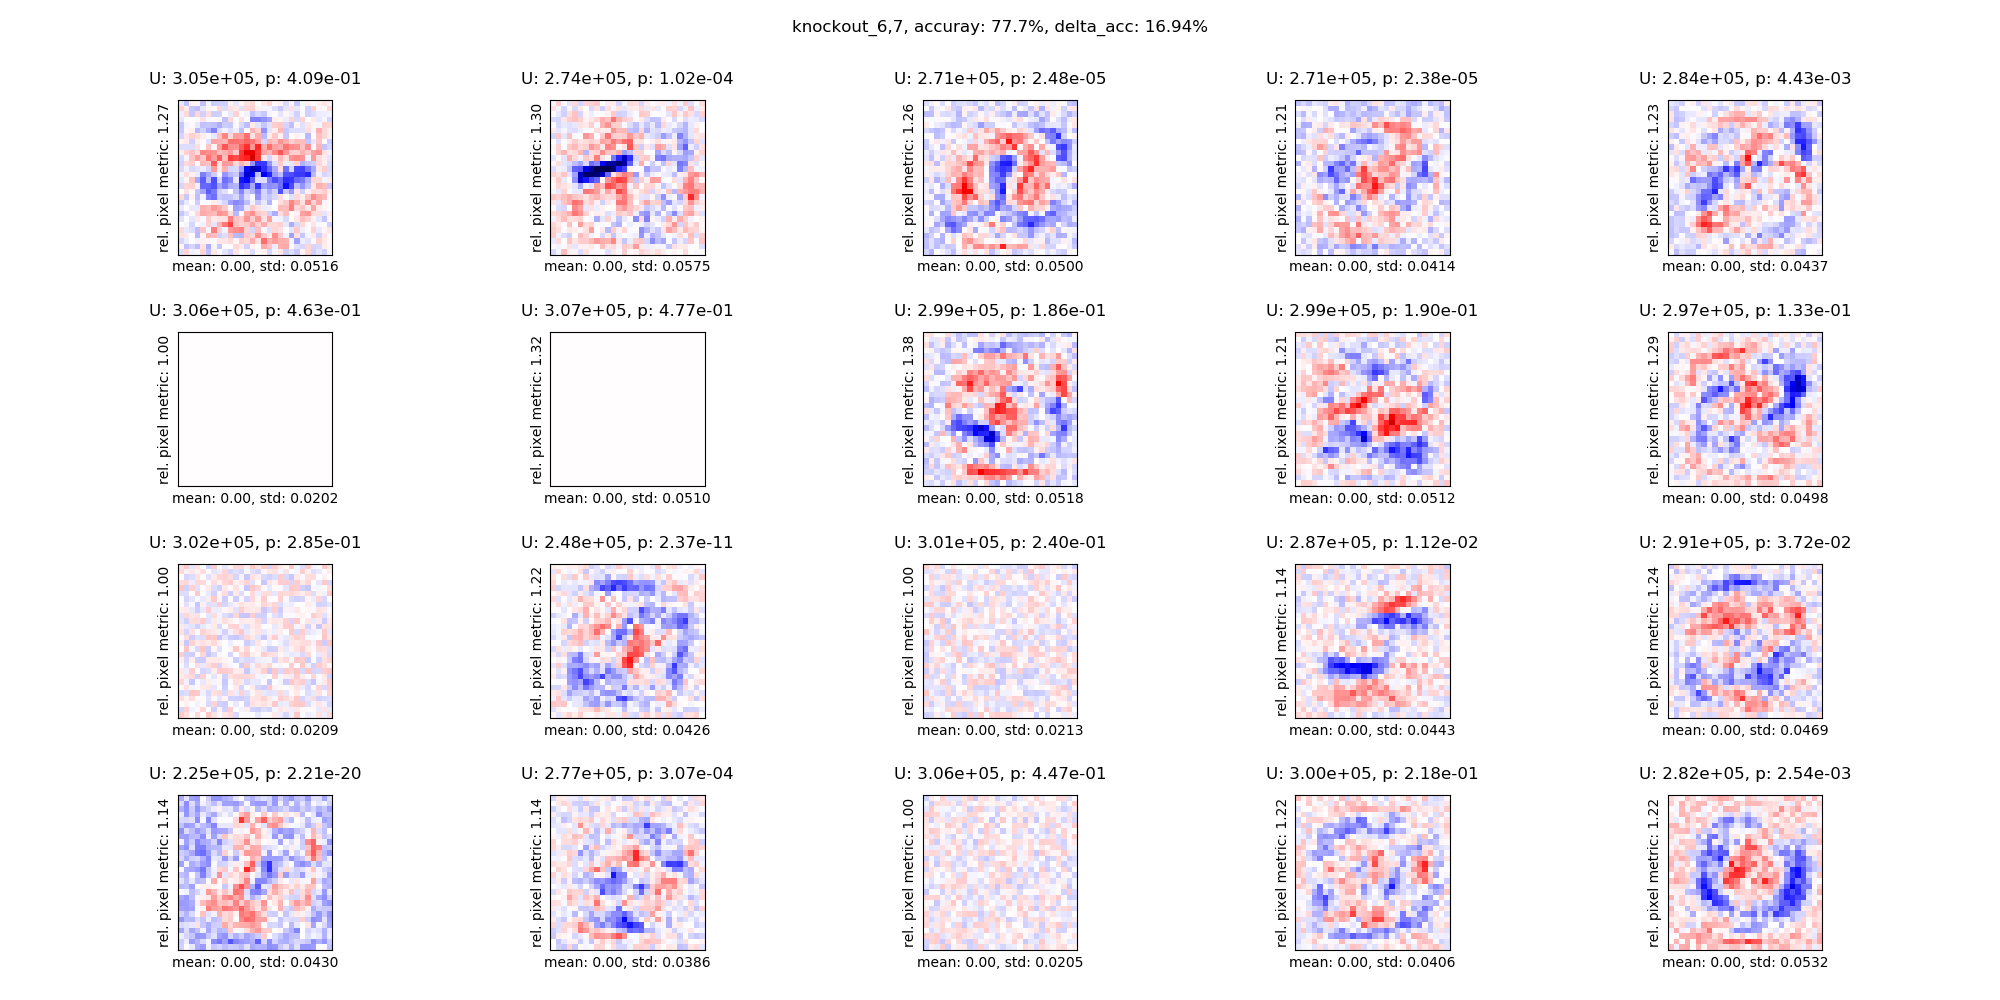 knockout_6,7, accuray: 77.7%, delta_acc: 16.94%
U: 3.05e+05, p: 4.09e-01
rel. pixel metric: 1.27
mean: 0.00, std: 0.0516
U: 2.74e+05, p: 1.02e-04
rel. pixel metric: 1.30
mean: 0.00, std: 0.0575
U: 2.71e+05, p: 2.48e-05
rel. pixel metric: 1.26
mean: 0.00, std: 0.0500
U: 2.71e+05, p: 2.38e-05
rel. pixel metric: 1.21
mean: 0.00, std: 0.0414
U: 2.84e+05, p: 4.43e-03
rel. pixel metric: 1.23
mean: 0.00, std: 0.0437
U: 3.06e+05, p: 4.63e-01
rel. pixel metric: 1.00
mean: 0.00, std: 0.0202
U: 3.07e+05, p: 4.77e-01
rel. pixel metric: 1.32
mean: 0.00, std: 0.0510
U: 2.99e+05, p: 1.86e-01
rel. pixel metric: 1.38
mean: 0.00, std: 0.0518
U: 2.99e+05, p: 1.90e-01
rel. pixel metric: 1.21
mean: 0.00, std: 0.0512
U: 2.97e+05, p: 1.33e-01
rel. pixel metric: 1.29
mean: 0.00, std: 0.0498
U: 3.02e+05, p: 2.85e-01
rel. pixel metric: 1.00
mean: 0.00, std: 0.0209
U: 2.48e+05, p: 2.37e-11
rel. pixel metric: 1.22
mean: 0.00, std: 0.0426
U: 3.01e+05, p: 2.40e-01
rel. pixel metric: 1.00
mean: 0.00, std: 0.0213
U: 2.87e+05, p: 1.12e-02
rel. pixel metric: 1.14
mean: 0.00, std: 0.0443
U: 2.91e+05, p: 3.72e-02
rel. pixel metric: 1.24
mean: 0.00, std: 0.0469
U: 2.25e+05, p: 2.21e-20
rel. pixel metric: 1.14
mean: 0.00, std: 0.0430
U: 2.77e+05, p: 3.07e-04
rel. pixel metric: 1.14
mean: 0.00, std: 0.0386
U: 3.06e+05, p: 4.47e-01
rel. pixel metric: 1.00
mean: 0.00, std: 0.0205
U: 3.00e+05, p: 2.18e-01
rel. pixel metric: 1.22
mean: 0.00, std: 0.0406
U: 2.82e+05, p: 2.54e-03
rel. pixel metric: 1.22
mean: 0.00, std: 0.0532